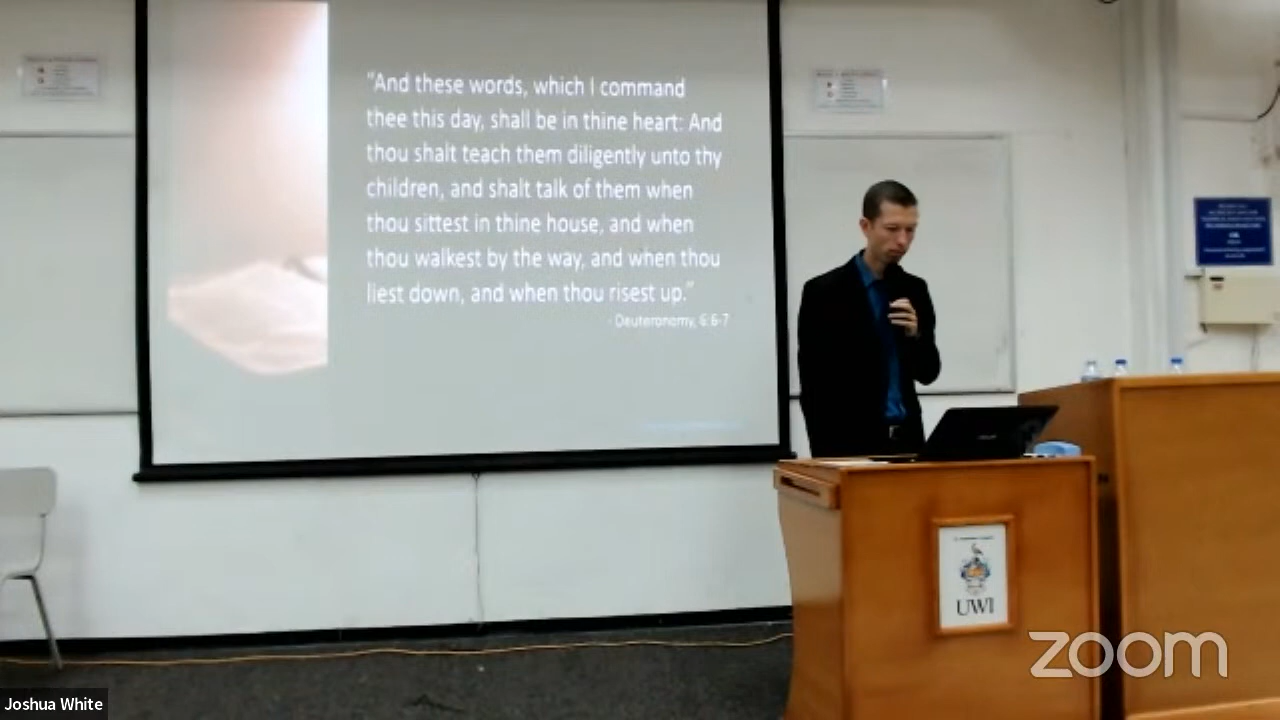 “And these words, which I command
thee this day, shall be in thine heart: And
thou shalt teach them diligently unto thy
children, and shalt talk of them when
thou sittest in thine house, and when
thou walkest by the way, and when thou
liest down, and when thou risest up.”
- Deuteronomy, 6:6-7
UWI
zoom
Joshua White